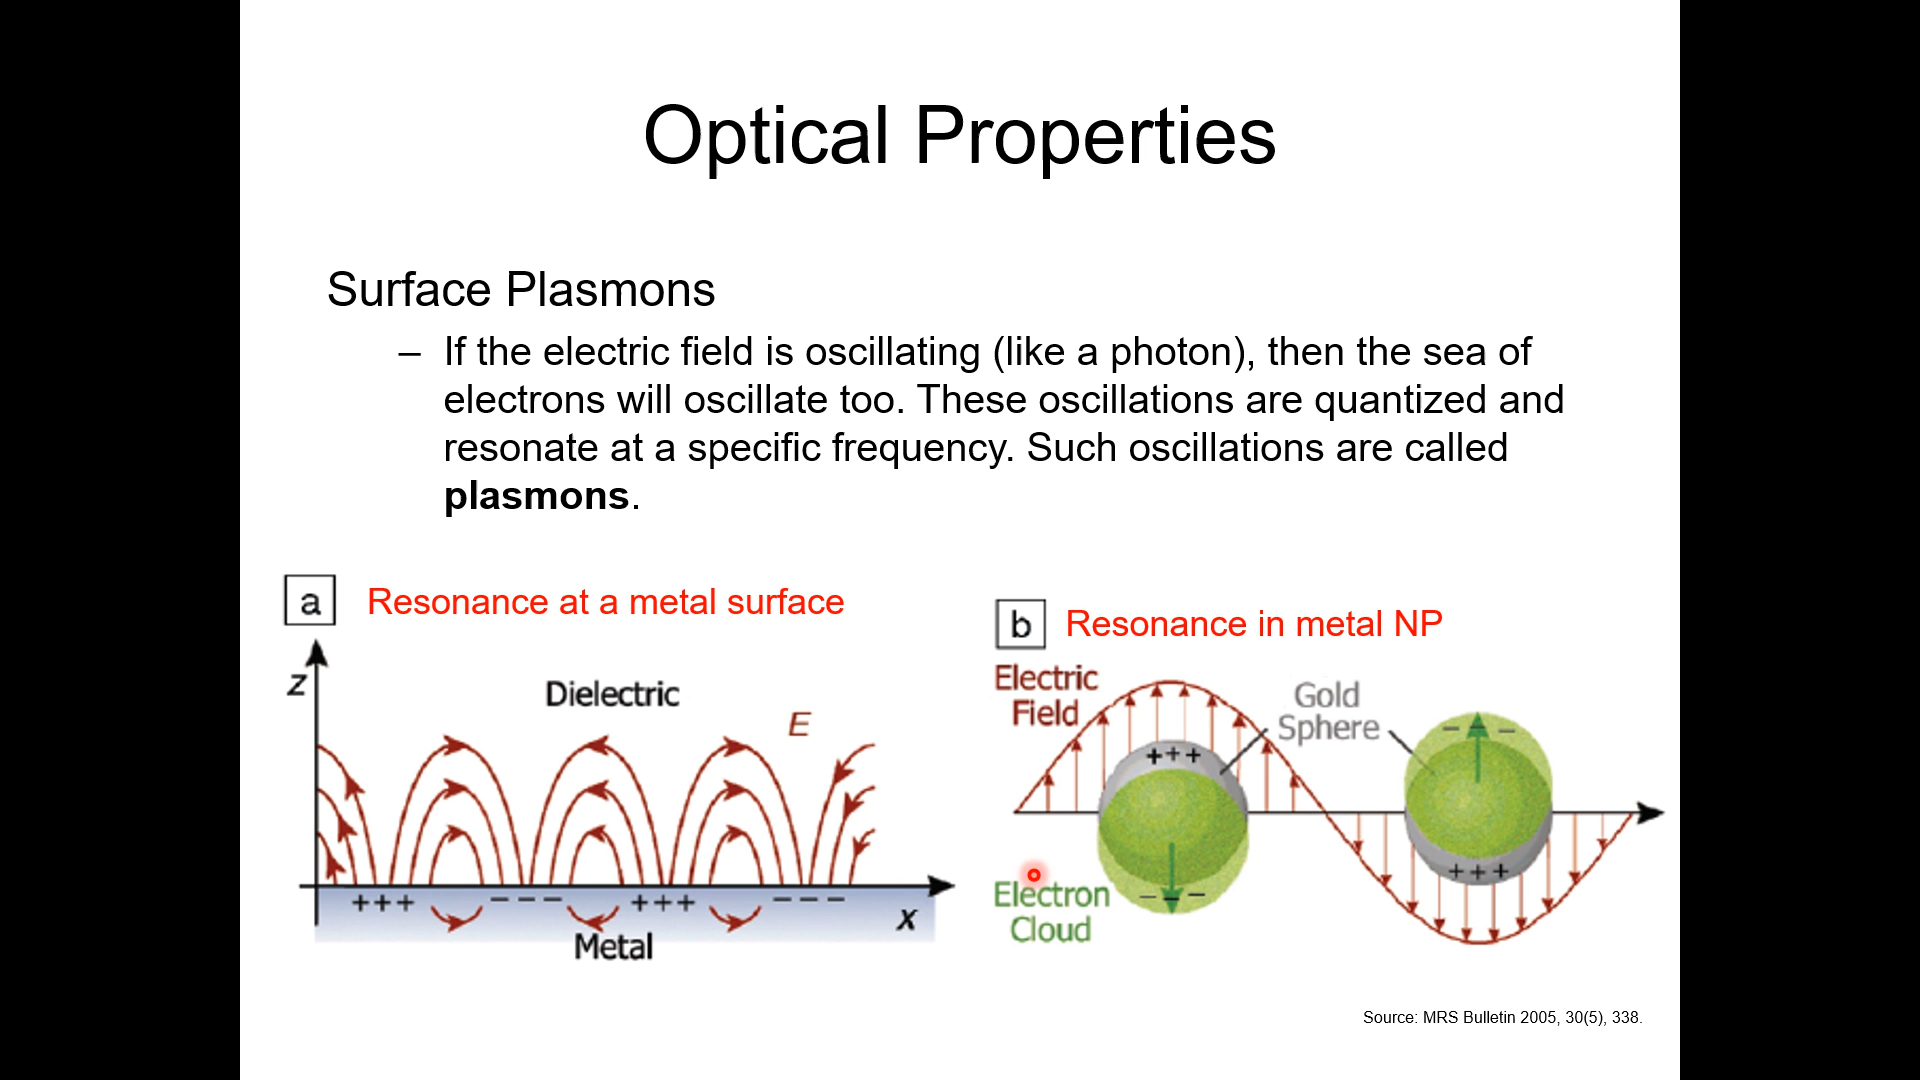 Optical Properties
Surface Plasmons
– If the electric field is oscillating (like a photon), then the sea of
electrons will oscillate too. These oscillations are quantized and
resonate at a specific frequency. Such oscillations are called
plasmons.
a Resonance at a metal surface
z
Dielectric
E
+++ − − − +++ − − −
x
Metal
b Resonance in metal NP
Electric
Field
Gold
Sphere
+++
− −
− −
+++
Electron
Cloud
Source: MRS Bulletin 2005, 30(5), 338.